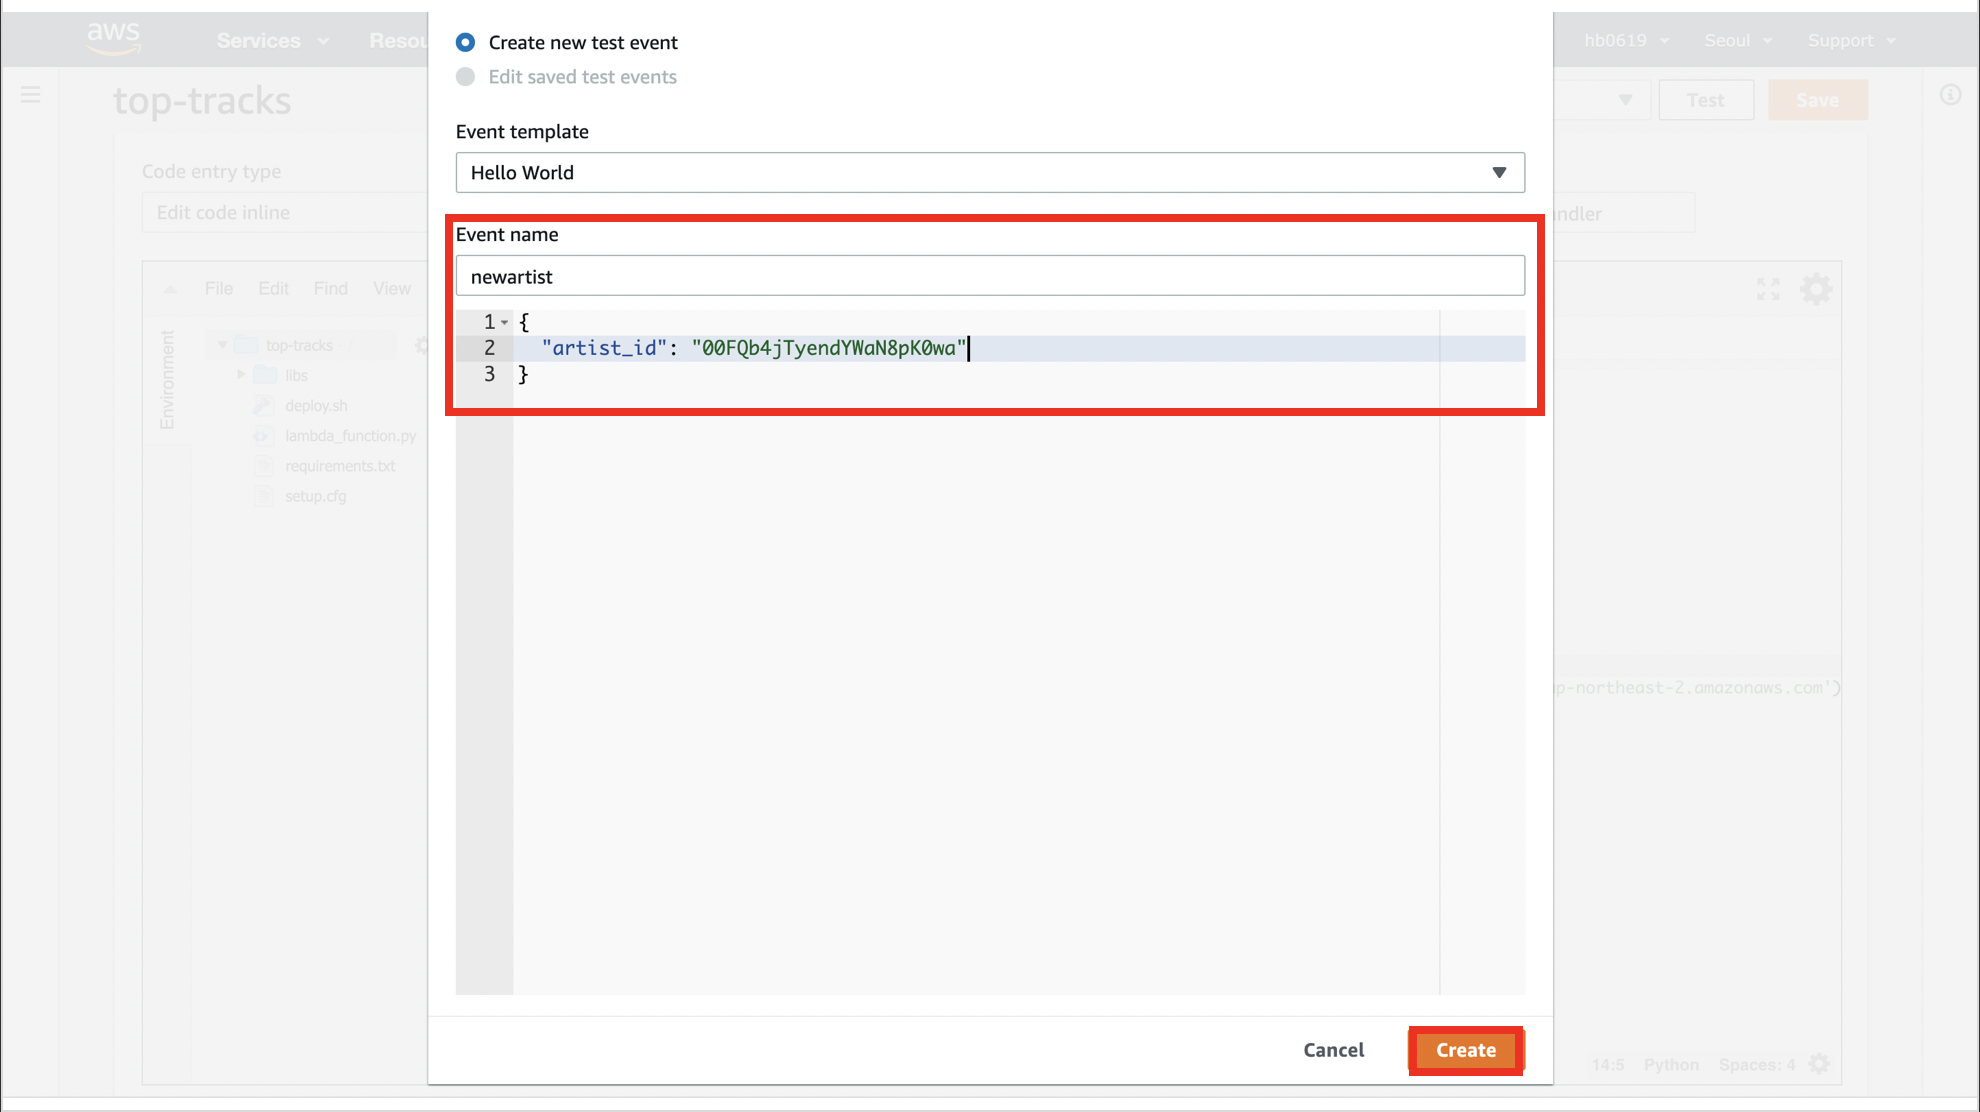 aws
Services
Resou
hb0619
Seoul
Support
top-tracks
Test
Save
Code entry type
Edit code inline
ndler
File Edit Find View
Environment
top-tracks
libs
deploy.sh
lambda_function.py
requirements.txt
setup.cfg
Create new test event
Edit saved test events
Event template
Hello World
Event name
newartist
1 {
2 "artist_id": "00FQb4jTyendYWaN8pK0wa"
3 }
p-northeast-2.amazonaws.com')
Cancel
Create
14:5 Python Spaces: 4